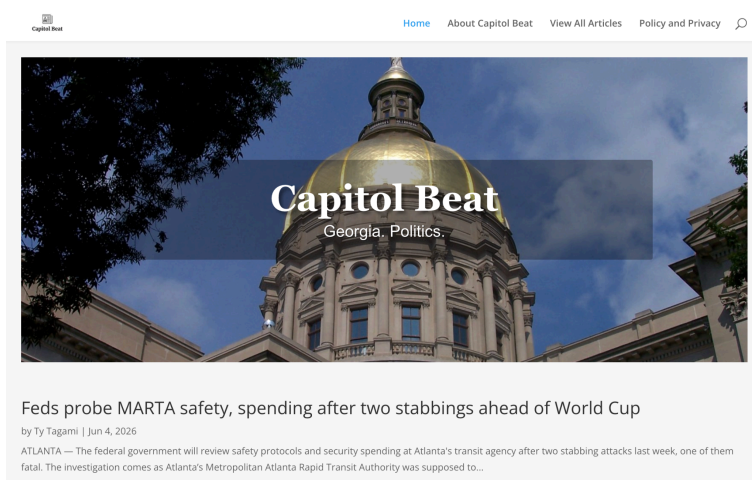 Capitol Beat
Home About Capitol Beat View All Articles Policy and Privacy
Capitol Beat
Georgia. Politics.
Feds probe MARTA safety, spending after two stabbings ahead of World Cup
by Ty Tagami | Jun 4, 2026
ATLANTA — The federal government will review safety protocols and security spending at Atlanta's transit agency after two stabbing attacks last week, one of them
fatal. The investigation comes as Atlanta's Metropolitan Atlanta Rapid Transit Authority was supposed to...